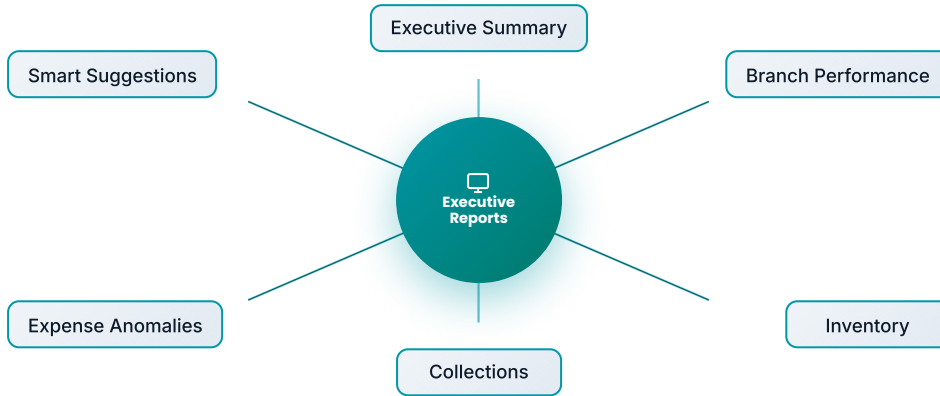 Executive Summary
Smart Suggestions
Branch Performance
Executive
Reports
Expense Anomalies
Inventory
Collections